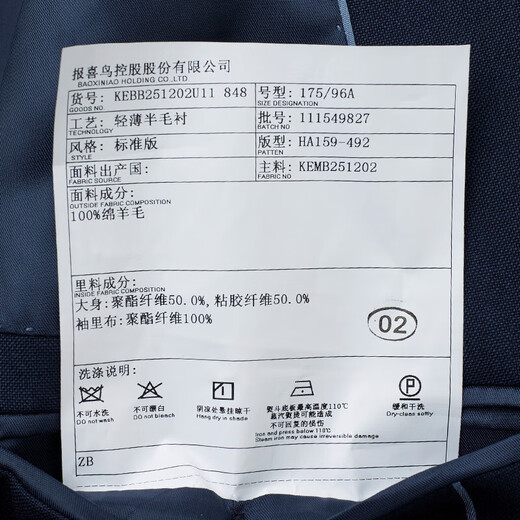 报喜鸟控股股份有限公司
BAOXINIAO HOLDING CO.,LTD
货号: KEBB251202U11 848 号型: 175/96A
GOODS NO SIZE DESIGNATION
工艺: 轻薄半毛衬 批号: 111549827
TECHNOLOGY BATCH NO
风格: 标准版 版型: HA159-492
STYLE
面料出产国: 主料: KEMB251202
FABRIC SOURCE FABRIC
面料成分:
OUTSIDE FABRIC COMPOSITION
100%绵羊毛
里料成分:
INSIDE FABRIC COMPOSITION
大身:聚酯纤维50.0%,粘胶纤维50.0%
袖里布:聚酯纤维100%
02
洗涤说明:
不可水洗 不可漂白 阴凉处悬挂晾干 熨斗底板最高温度110℃ 缓和干洗
Do not wash Do not bleach Hang dry in shade 蒸汽熨烫可能造成 Dry-clean softly
不可回复的损伤
Iron and press below 110℃
Steam iron may cause irreversible damage
P
ZB